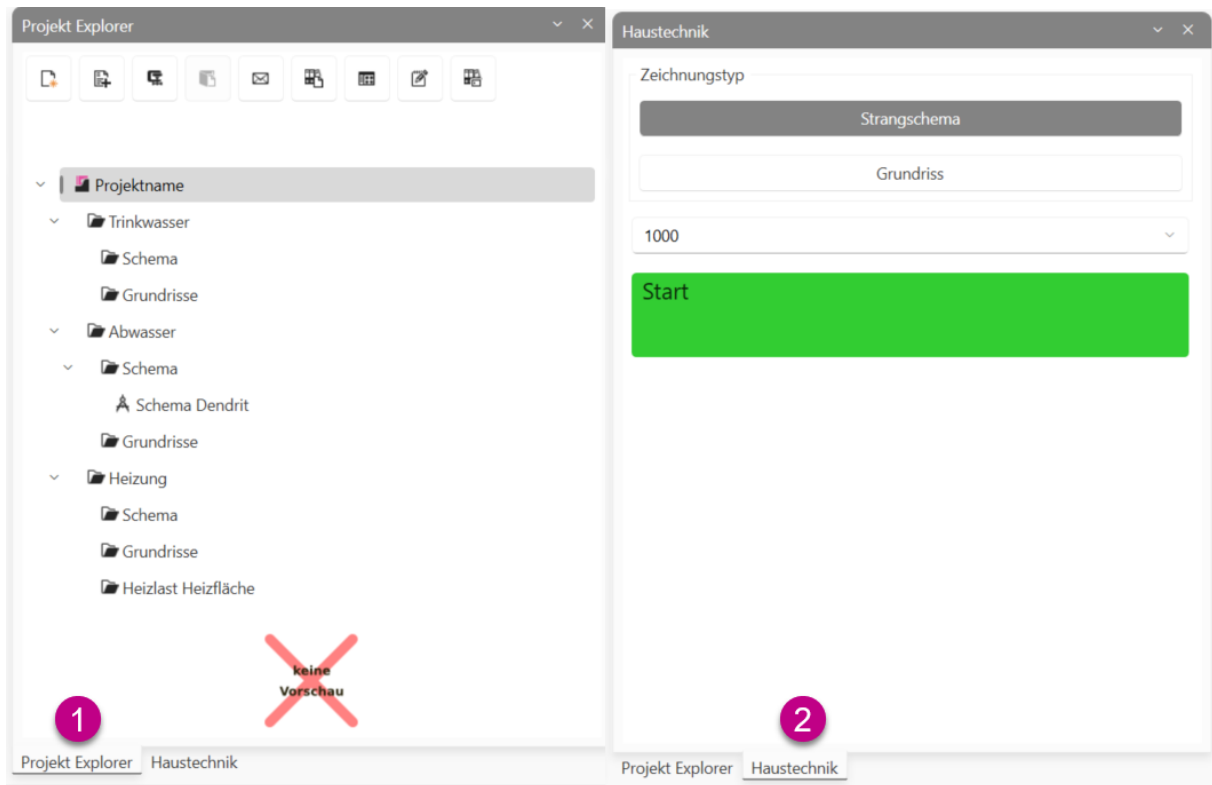 Projekt Explorer
Projektname
Trinkwasser
Schema
Grundrisse
Abwasser
Schema
Schema Dendrit
Grundrisse
Heizung
Schema
Grundrisse
Heizlast Heizfläche
keine
Vorschau
1
Projekt Explorer Haustechnik
Haustechnik
Zeichnungstyp
Strangschema
Grundriss
1000
Start
2
Projekt Explorer Haustechnik